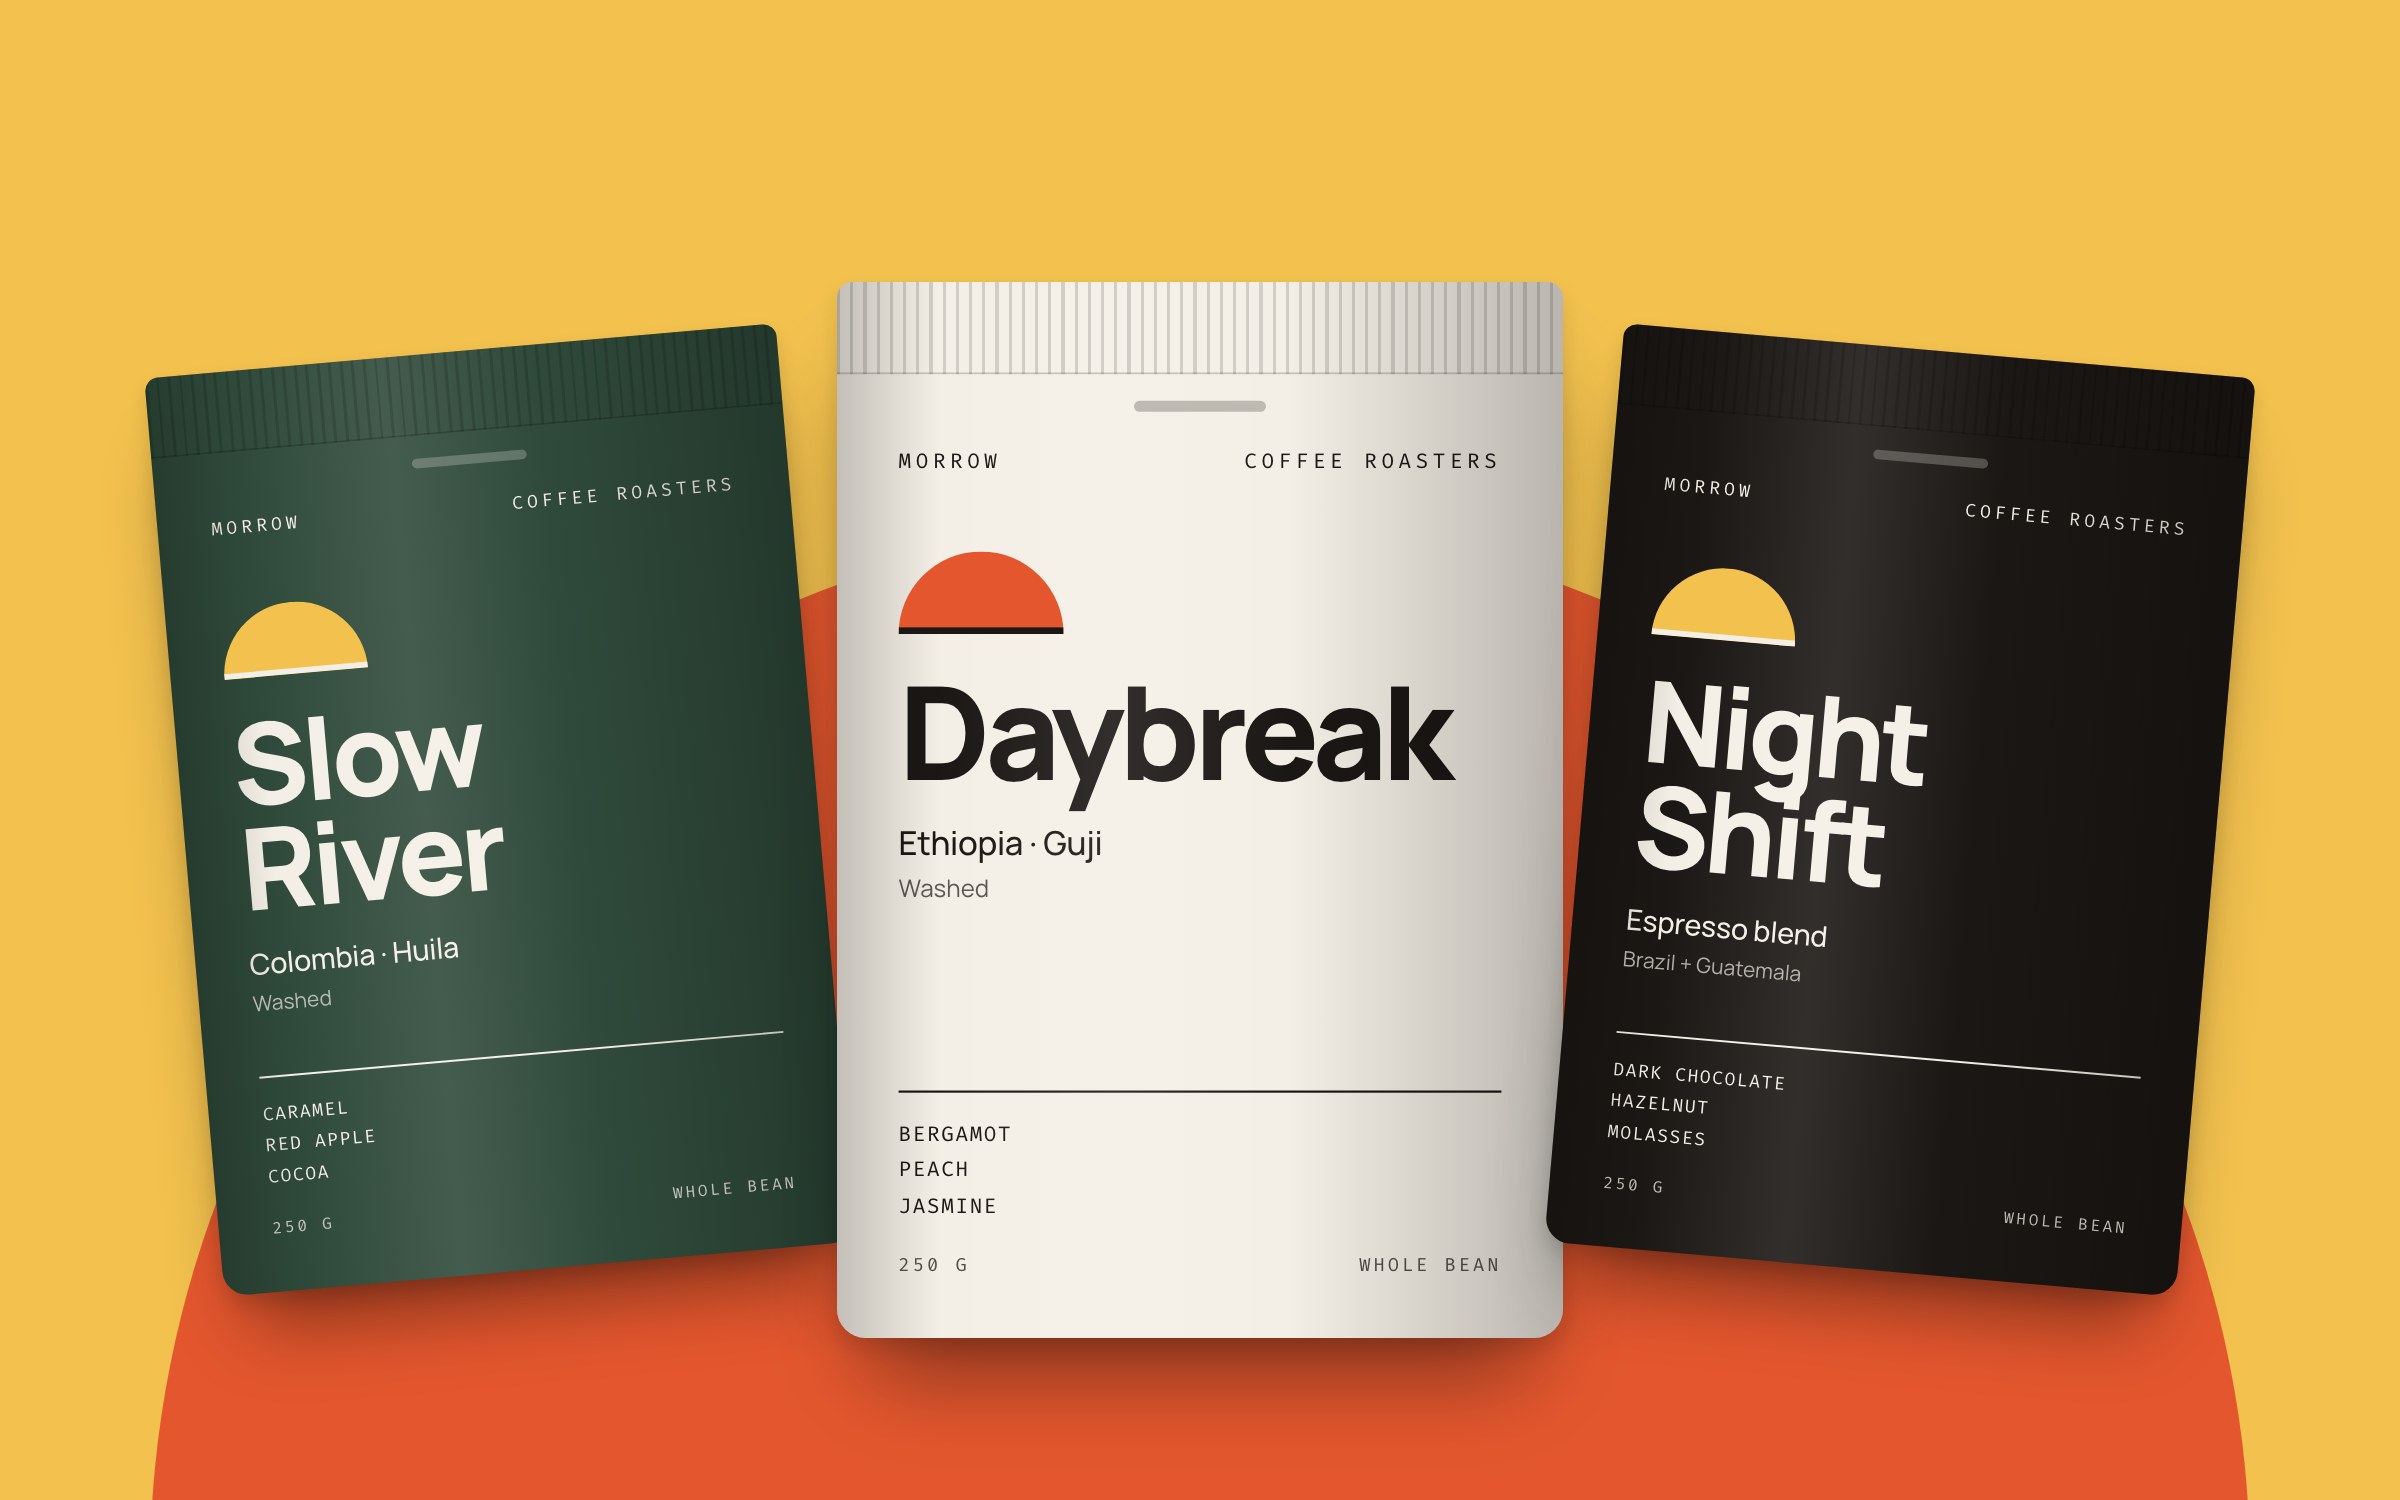 MORROW
COFFEE ROASTERS
Slow
River
Colombia · Huila
Washed
CARAMEL
RED APPLE
COCOA
250 G
WHOLE BEAN
MORROW
COFFEE ROASTERS
Daybreak
Ethiopia · Guji
Washed
BERGAMOT
PEACH
JASMINE
250 G
WHOLE BEAN
MORROW
COFFEE ROASTERS
Night
Shift
Espresso blend
Brazil + Guatemala
DARK CHOCOLATE
HAZELNUT
MOLASSES
250 G
WHOLE BEAN